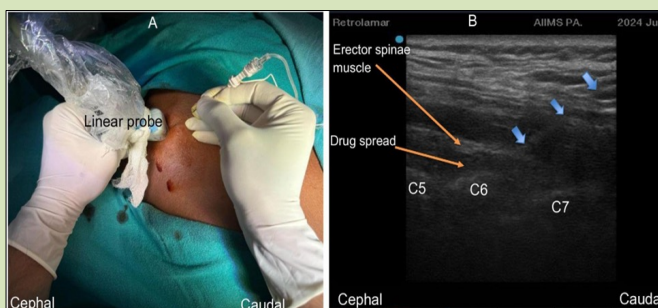 A
Linear probe
Cephal
Caudal
Retrolamar
B
AIIMS PA.
2024 Ju
Erector spinae
muscle
Drug spread
C5
C6
C7
Cephal
Cauda